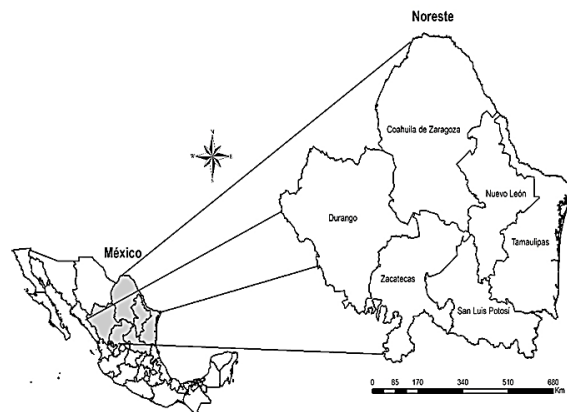 Noreste
Coahuila de Zaragoza
Nuevo León
Durango
Tamaulipas
México
Zacatecas
San Luis Potosí
0 85 170 340 510 680
Km